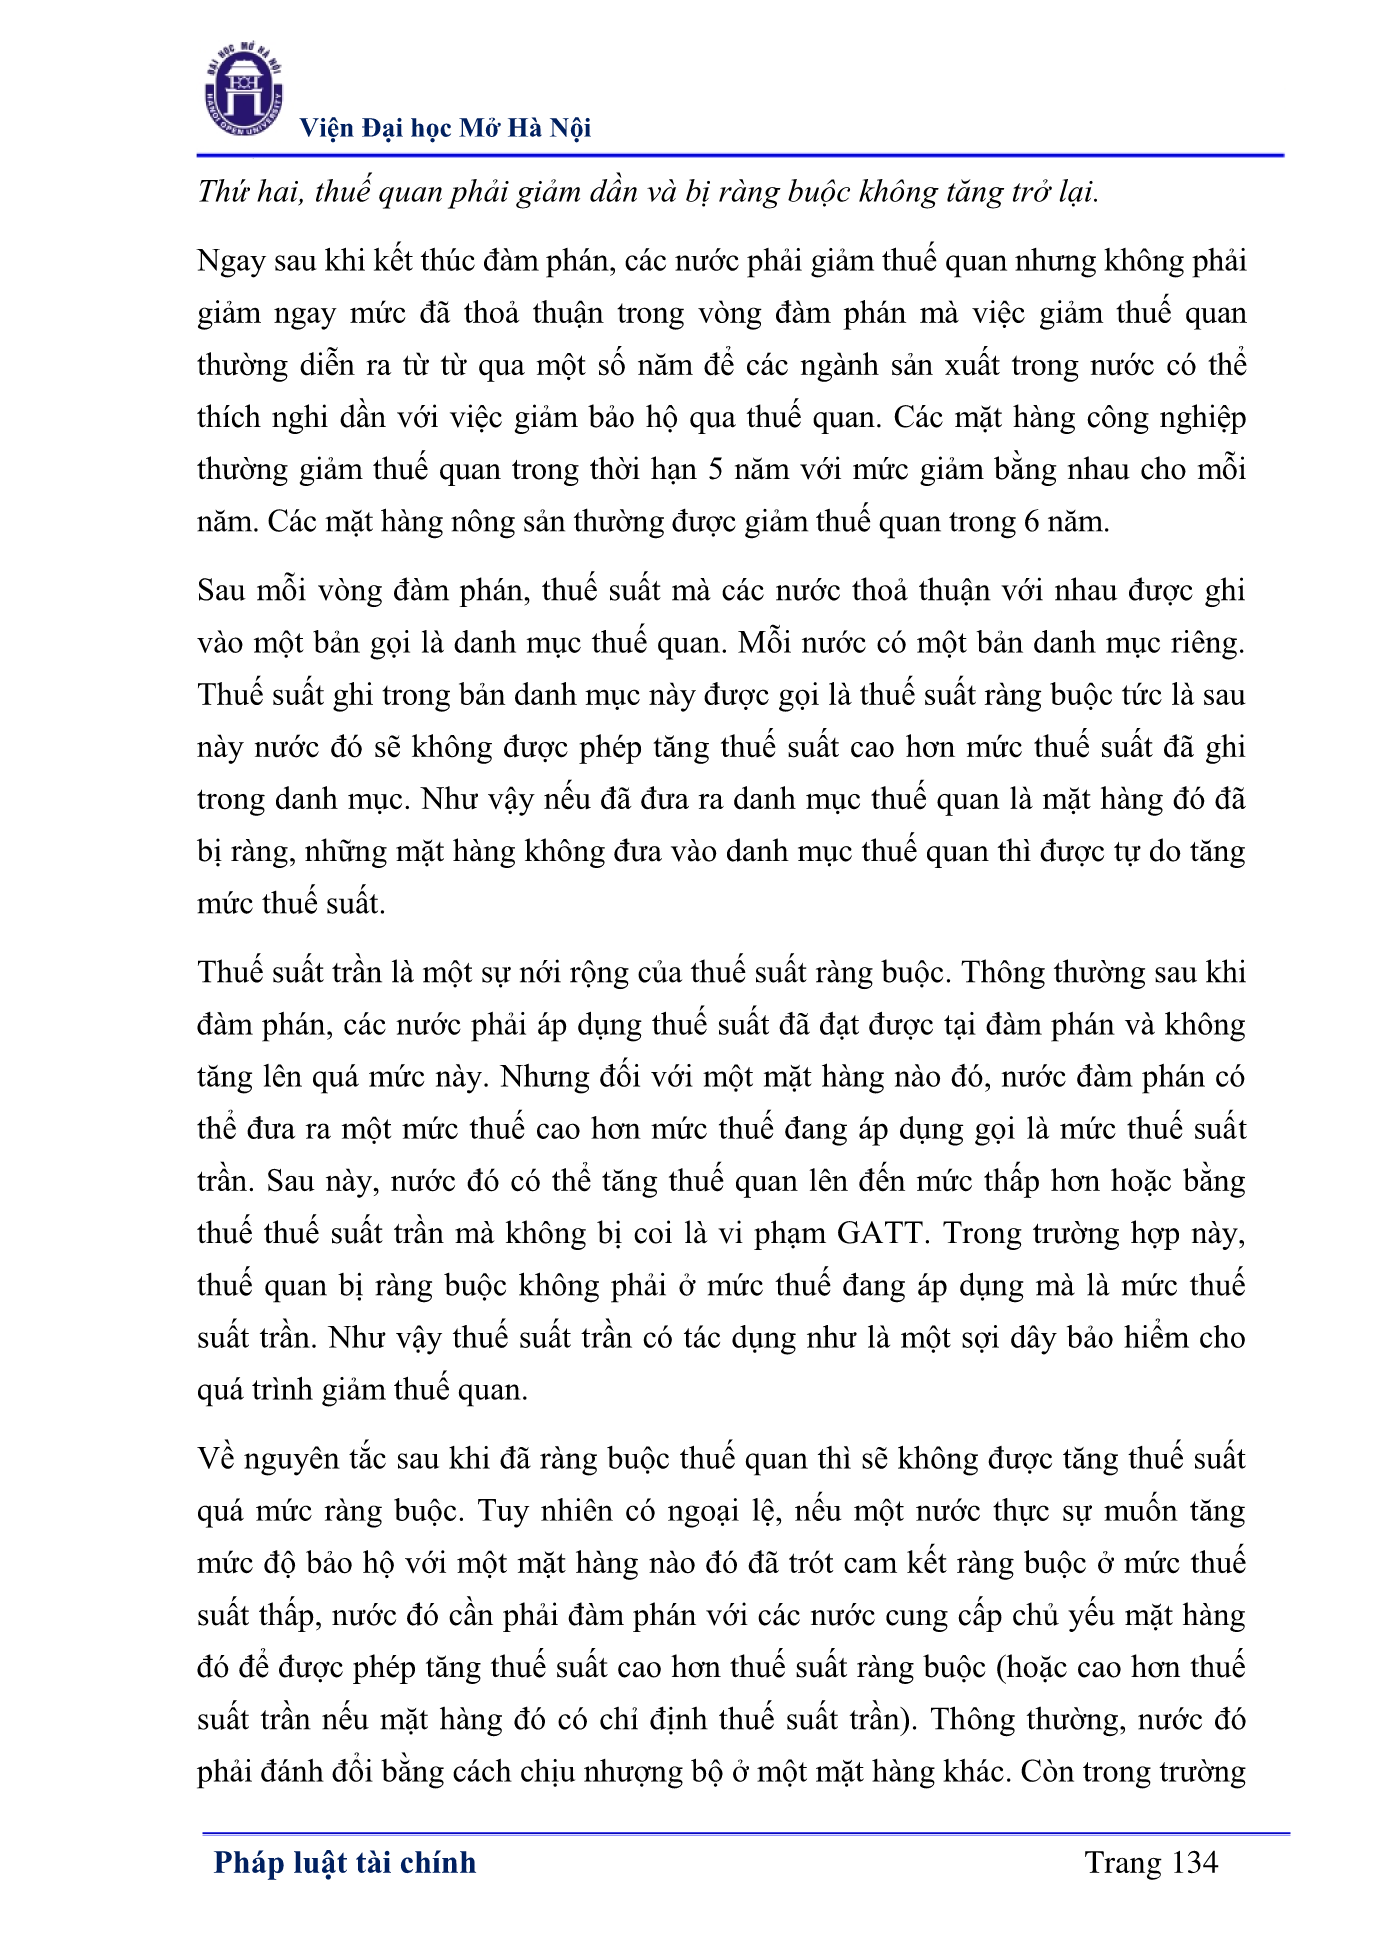 ĐẠI HỌC MỞ HÀ NỘI
HANOI OPEN UNIVERSITY
Viện Đại học Mở Hà Nội
Thứ hai, thuế quan phải giảm dần và bị ràng buộc không tăng trở lại.
Ngay sau khi kết thúc đàm phán, các nước phải giảm thuế quan nhưng không phải
giảm ngay mức đã thoả thuận trong vòng đàm phán mà việc giảm thuế quan
thường diễn ra từ từ qua một số năm để các ngành sản xuất trong nước có thể
thích nghi dần với việc giảm bảo hộ qua thuế quan. Các mặt hàng công nghiệp
thường giảm thuế quan trong thời hạn 5 năm với mức giảm bằng nhau cho mỗi
năm. Các mặt hàng nông sản thường được giảm thuế quan trong 6 năm.
Sau mỗi vòng đàm phán, thuế suất mà các nước thoả thuận với nhau được ghi
vào một bản gọi là danh mục thuế quan. Mỗi nước có một bản danh mục riêng.
Thuế suất ghi trong bản danh mục này được gọi là thuế suất ràng buộc tức là sau
này nước đó sẽ không được phép tăng thuế suất cao hơn mức thuế suất đã ghi
trong danh mục. Như vậy nếu đã đưa ra danh mục thuế quan là mặt hàng đó đã
bị ràng, những mặt hàng không đưa vào danh mục thuế quan thì được tự do tăng
mức thuế suất.
Thuế suất trần là một sự nới rộng của thuế suất ràng buộc. Thông thường sau khi
đàm phán, các nước phải áp dụng thuế suất đã đạt được tại đàm phán và không
tăng lên quá mức này. Nhưng đối với một mặt hàng nào đó, nước đàm phán có
thể đưa ra một mức thuế cao hơn mức thuế đang áp dụng gọi là mức thuế suất
trần. Sau này, nước đó có thể tăng thuế quan lên đến mức thấp hơn hoặc bằng
thuế thuế suất trần mà không bị coi là vi phạm GATT. Trong trường hợp này,
thuế quan bị ràng buộc không phải ở mức thuế đang áp dụng mà là mức thuế
suất trần. Như vậy thuế suất trần có tác dụng như là một sợi dây bảo hiểm cho
quá trình giảm thuế quan.
Về nguyên tắc sau khi đã ràng buộc thuế quan thì sẽ không được tăng thuế suất
quá mức ràng buộc. Tuy nhiên có ngoại lệ, nếu một nước thực sự muốn tăng
mức độ bảo hộ với một mặt hàng nào đó đã trót cam kết ràng buộc ở mức thuế
suất thấp, nước đó cần phải đàm phán với các nước cung cấp chủ yếu mặt hàng
đó để được phép tăng thuế suất cao hơn thuế suất ràng buộc (hoặc cao hơn thuế
suất trần nếu mặt hàng đó có chỉ định thuế suất trần). Thông thường, nước đó
phải đánh đổi bằng cách chịu nhượng bộ ở một mặt hàng khác. Còn trong trường
Pháp luật tài chính
Trang 134